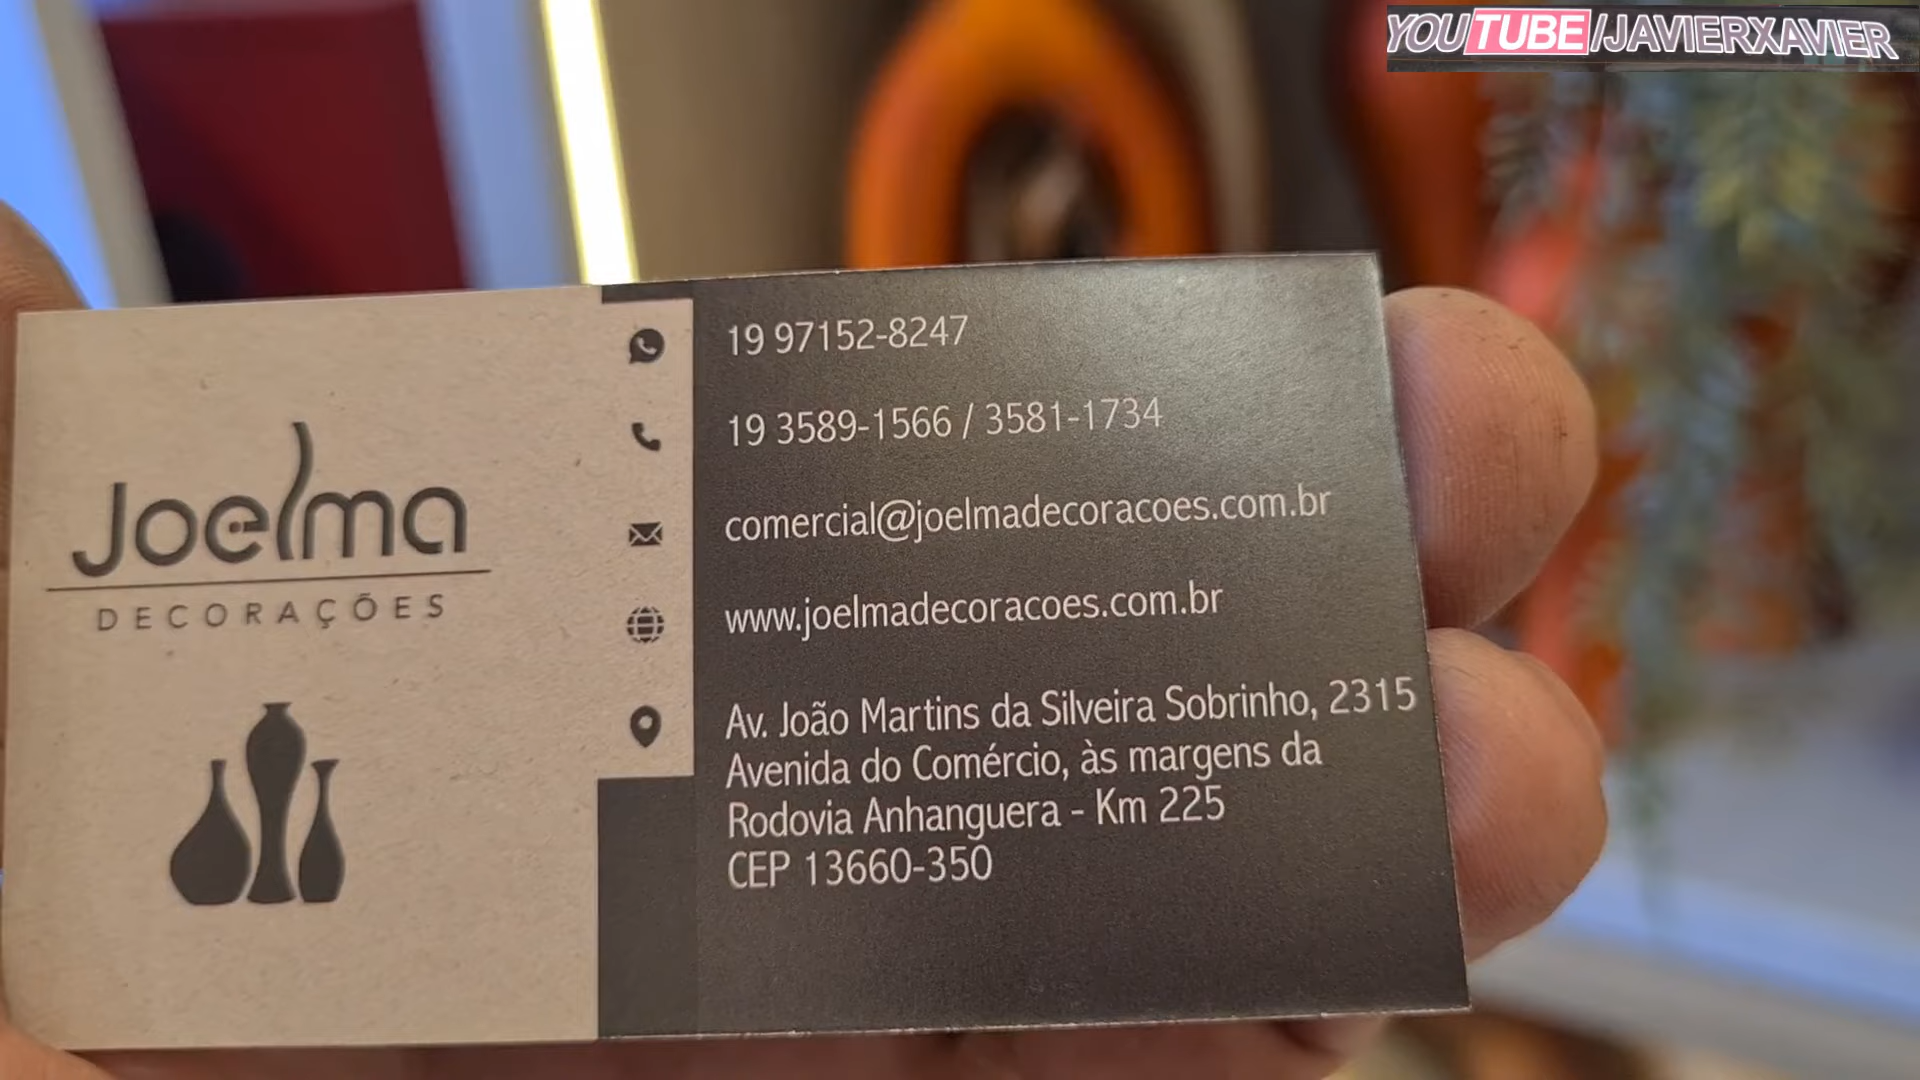 YOUTUBE/JAVIERXAVIER
Joelma
DECORAÇÕES
19 97152-8247
19 3589-1566 / 3581-1734
comercial@joelmadecoracoes.com.br
www.joelmadecoracoes.com.br
Av. João Martins da Silveira Sobrinho, 2315
Avenida do Comércio, às margens da
Rodovia Anhanguera - Km 225
CEP 13660-350